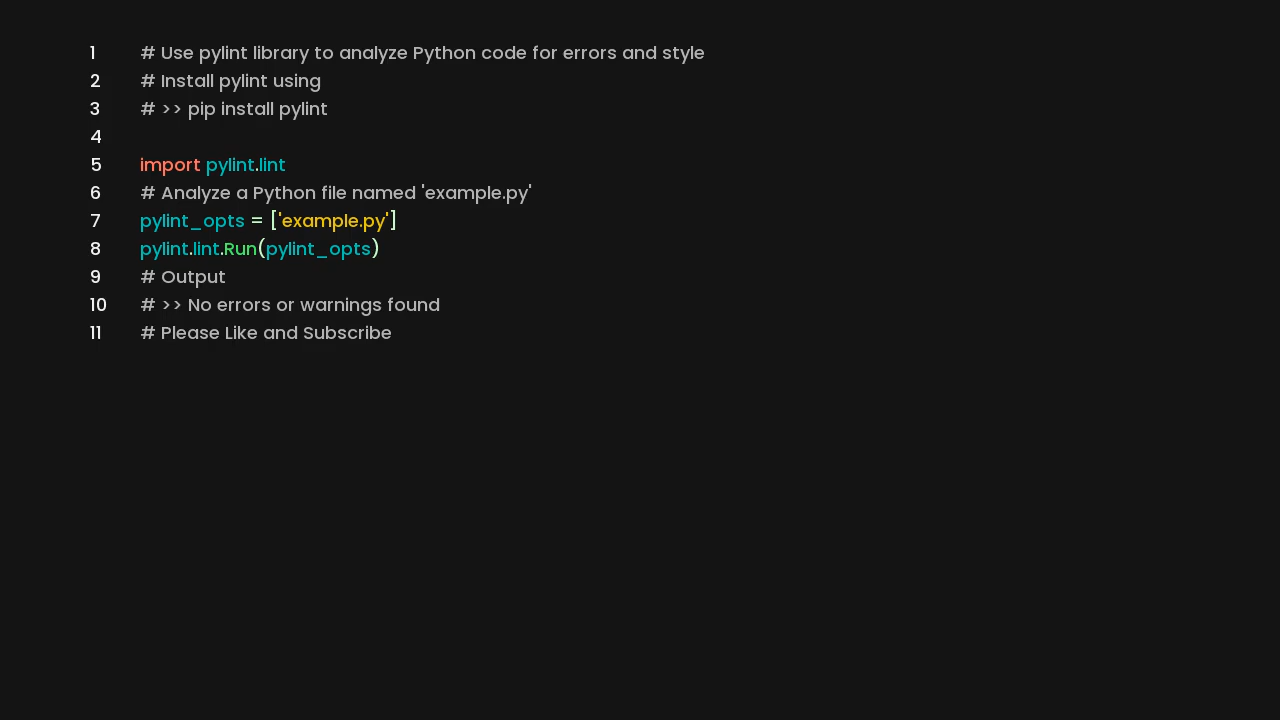 1 # Use pylint library to analyze Python code for errors and style
2 # Install pylint using
3 # >> pip install pylint
4
5 import pylint.lint
6 # Analyze a Python file named 'example.py'
7 pylint_opts = ['example.py']
8 pylint.lint.Run(pylint_opts)
9 # Output
10 # >> No errors or warnings found
11 # Please Like and Subscribe